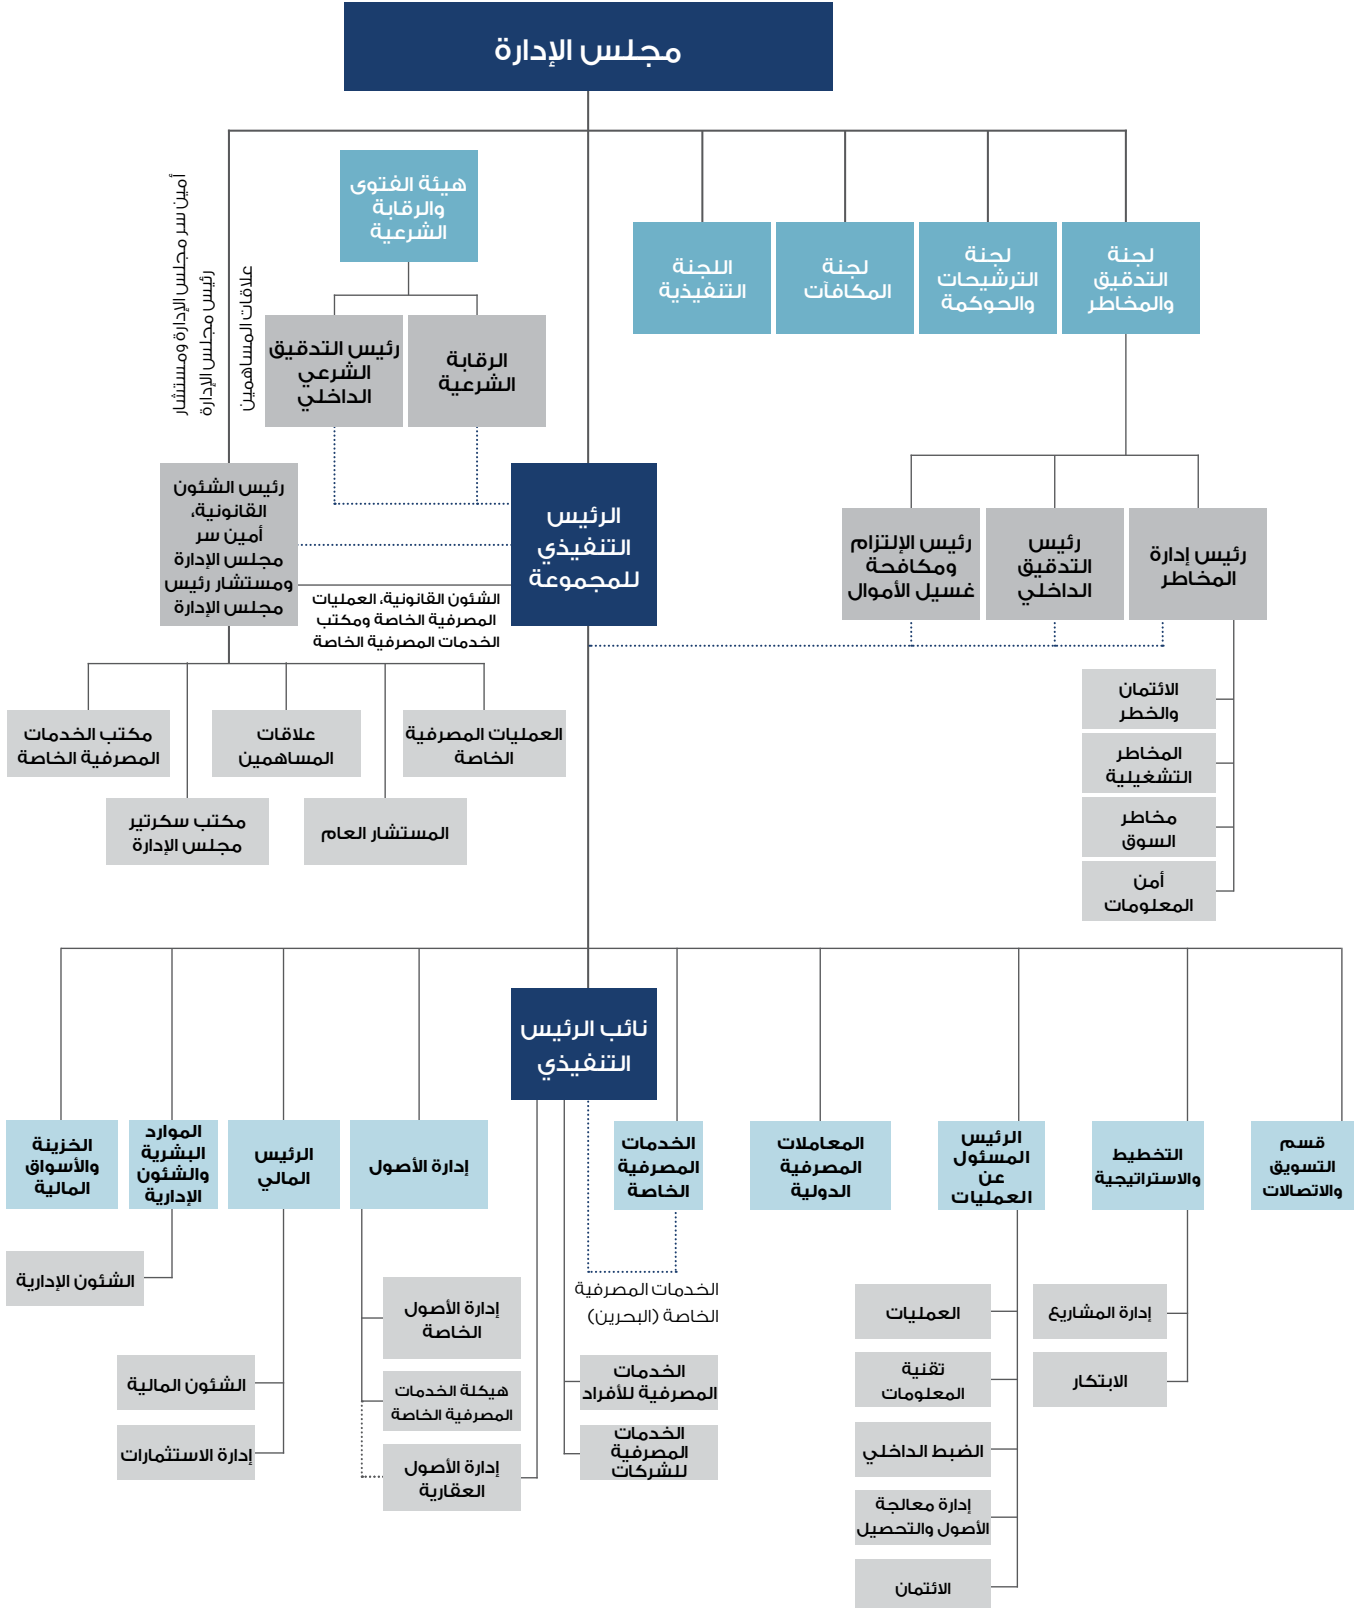 مجلس الإدارة
هيئة الفتوى
والرقابة
الشرعية
لجنة
التدقيق
والمخاطر
لجنة
الترشيحات
والحوكمة
لجنة
المكافآت
اللجنة
التنفيذية
علاقات المساهمين
أمين سر مجلس الإدارة ومستشار
رئيس مجلس الإدارة
الرقابة
الشرعية
رئيس التدقيق
الشرعي
الداخلي
الرئيس
التنفيذي
للمجموعة
رئيس الشئون
القانونية،
أمين سر
مجلس الإدارة
ومستشار رئيس
مجلس الإدارة
الشئون القانونية، العمليات
المصرفية الخاصة ومكتب
الخدمات المصرفية الخاصة
رئيس إدارة
المخاطر
رئيس
التدقيق
الداخلي
رئيس الإلتزام
ومكافحة
غسيل الأموال
الائتمان
والخطر
المخاطر
التشغيلية
مخاطر
السوق
أمن
المعلومات
العمليات المصرفية
الخاصة
علاقات
المساهمين
مكتب الخدمات
المصرفية الخاصة
المستشار العام
مكتب سكرتير
مجلس الإدارة
نائب الرئيس
التنفيذي
قسم
التسويق
والاتصالات
التخطيط
والاستراتيجية
الرئيس
المسئول
عن
العمليات
المعاملات
المصرفية
الدولية
الخدمات
المصرفية
الخاصة
إدارة الأصول
الرئيس
المالي
الموارد
البشرية
والشئون
الإدارية
الخزينة
والأسواق
المالية
إدارة المشاريع
الابتكار
العمليات
تقنية
المعلومات
الضبط الداخلي
إدارة معالجة
الأصول والتحصيل
الائتمان
الخدمات المصرفية
الخاصة (البحرين)
الخدمات
المصرفية للأفراد
الخدمات
المصرفية
للشركات
إدارة الأصول
الخاصة
هيكلة الخدمات
المصرفية الخاصة
إدارة الأصول
العقارية
الشئون المالية
إدارة الاستثمارات
الشئون الإدارية